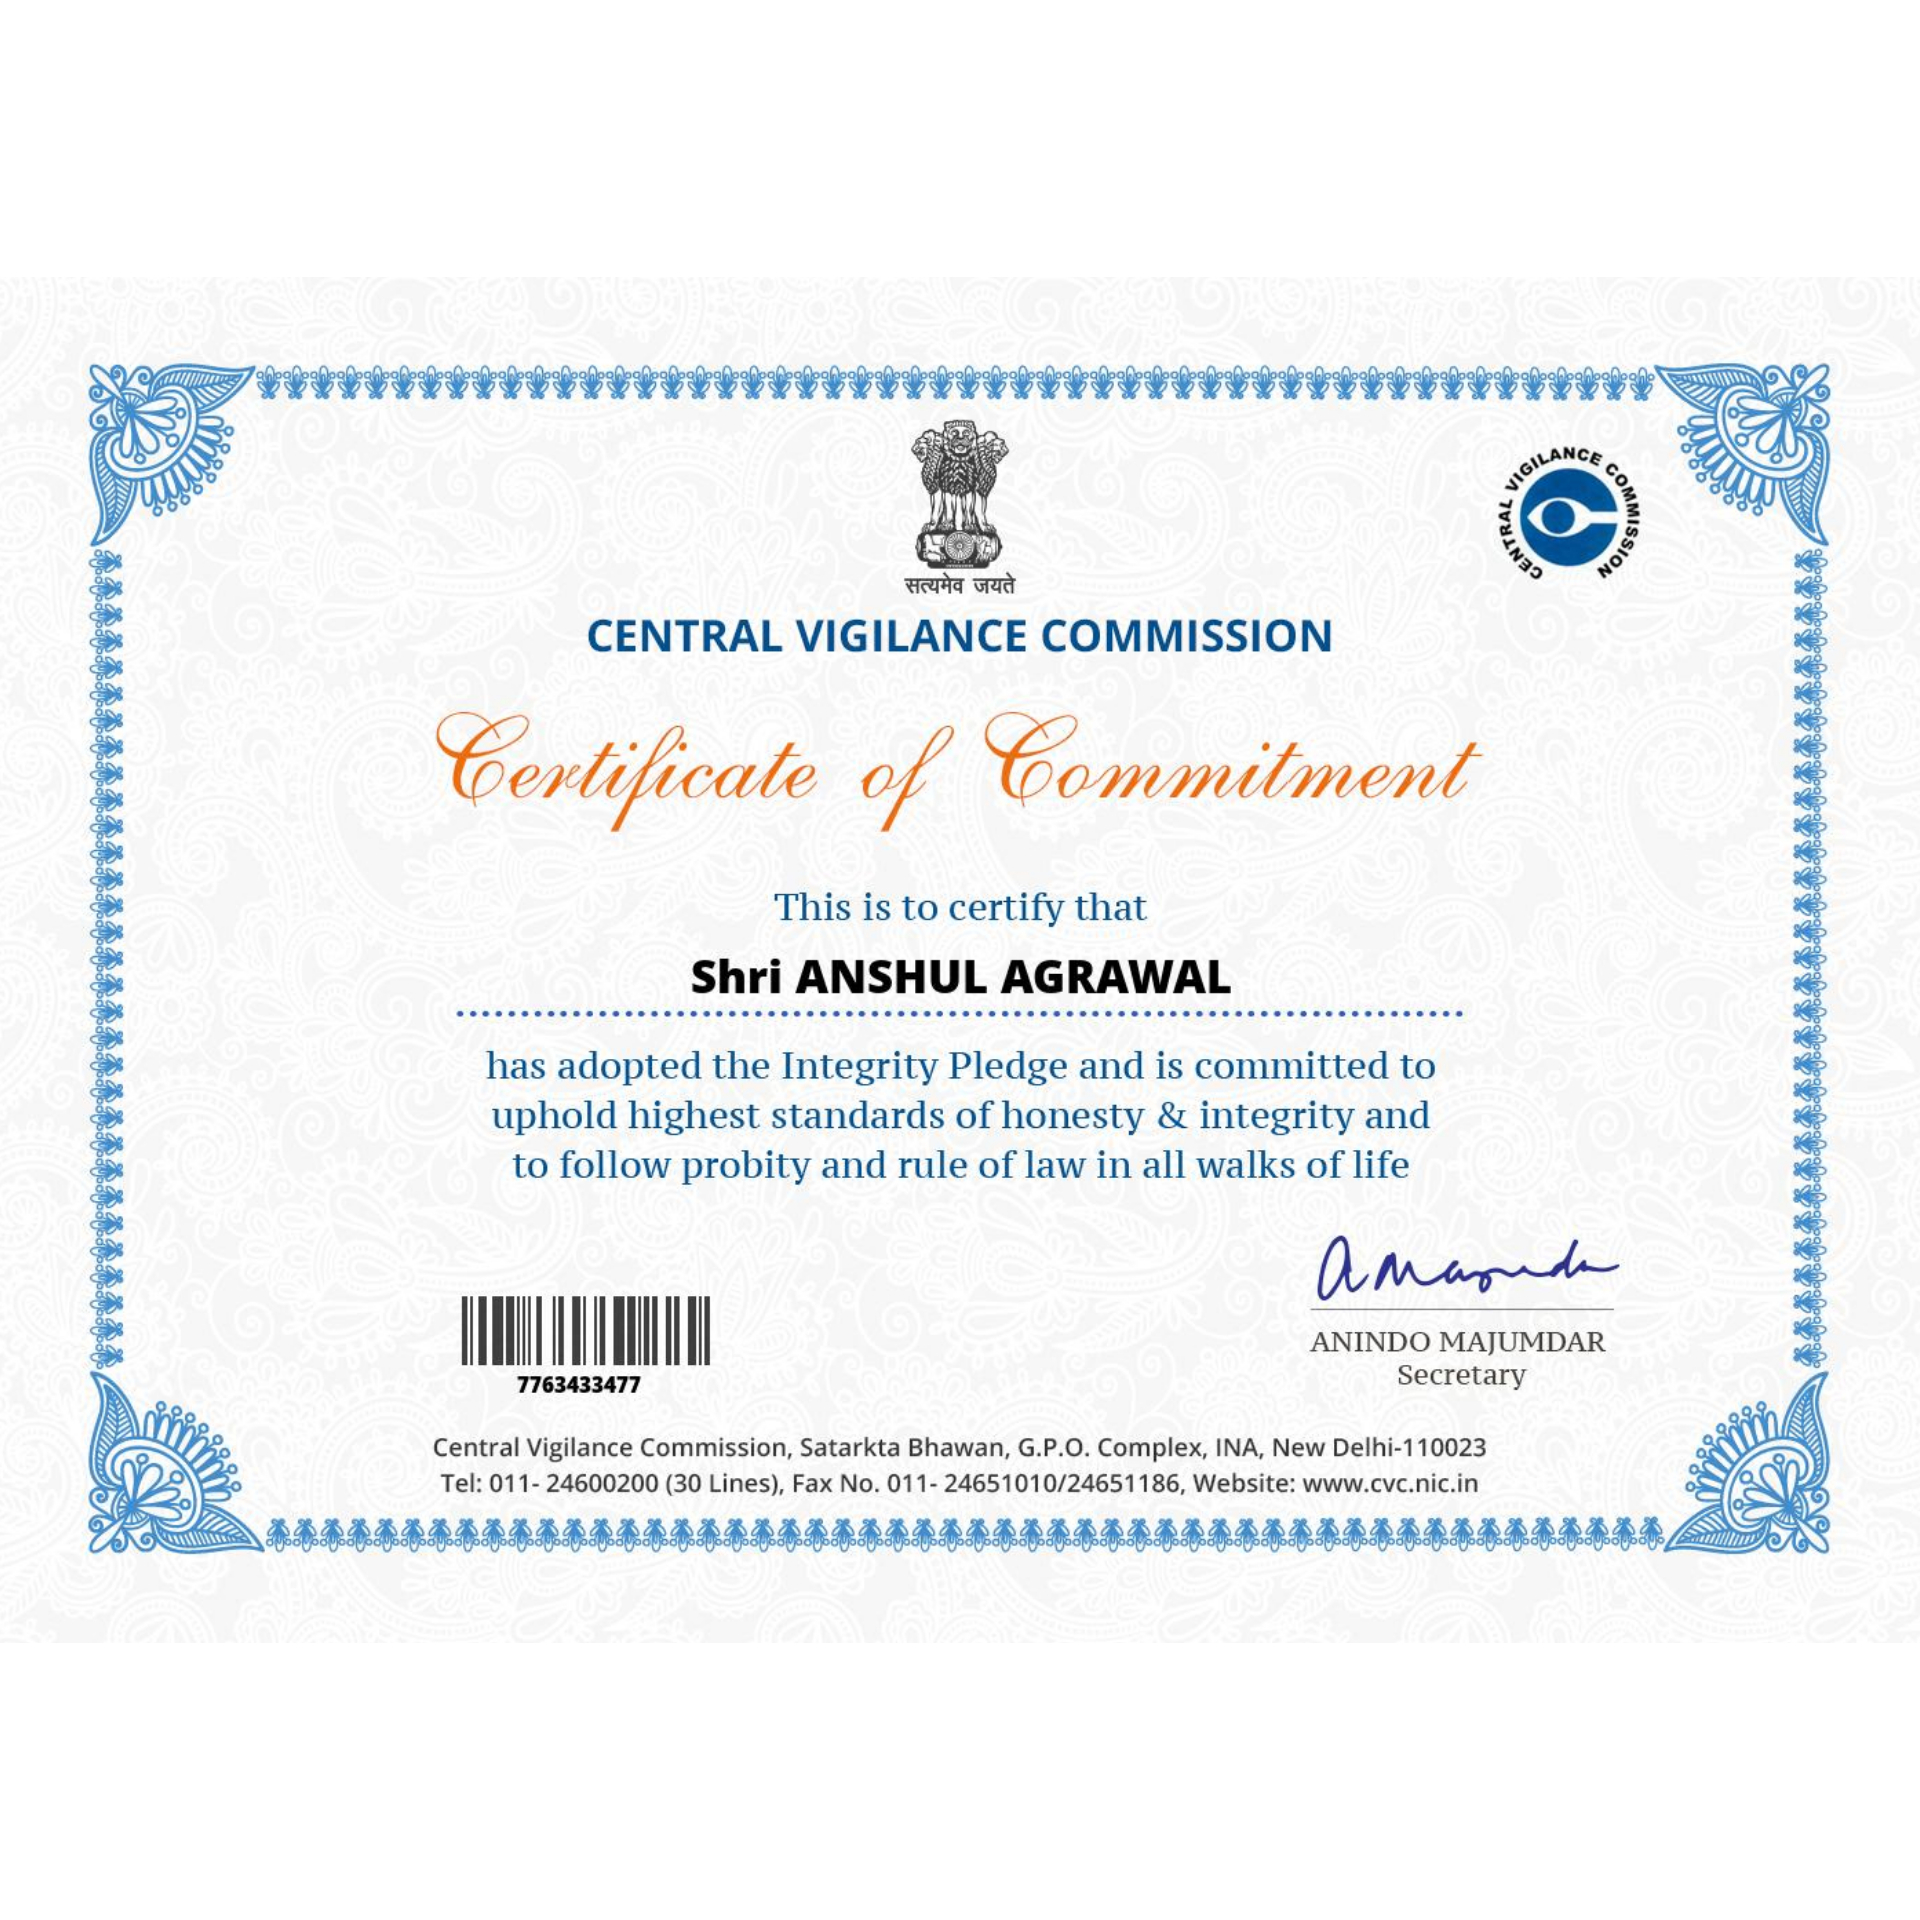 सत्यमेव जयते
CENTRAL VIGILANCE COMMISSION
CENTRAL VIGILANCE COMMISSION
Certificate of Commitment
This is to certify that
Shri ANSHUL AGRAWAL
has adopted the Integrity Pledge and is committed to
uphold highest standards of honesty & integrity and
to follow probity and rule of law in all walks of life
ANINDO MAJUMDAR
Secretary
7763433477
Central Vigilance Commission, Satarkta Bhawan, G.P.O. Complex, INA, New Delhi-110023
Tel: 011- 24600200 (30 Lines), Fax No. 011- 24651010/24651186, Website: www.cvc.nic.in